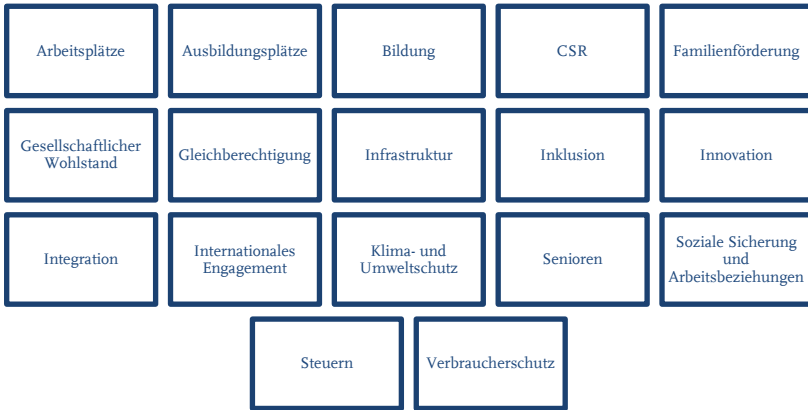 Arbeitsplätze
Ausbildungsplätze
Bildung
CSR
Familienförderung
Gesellschaftlicher
Wohlstand
Gleichberechtigung
Infrastruktur
Inklusion
Innovation
Integration
Internationales
Engagement
Klima- und
Umweltschutz
Senioren
Soziale Sicherung
und
Arbeitsbeziehungen
Steuern
Verbraucherschutz